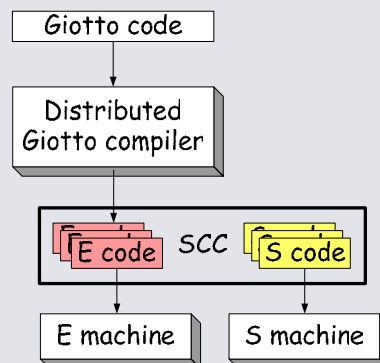 Giotto code
Distributed
Giotto compiler
E code SCC S code
E machine S machine